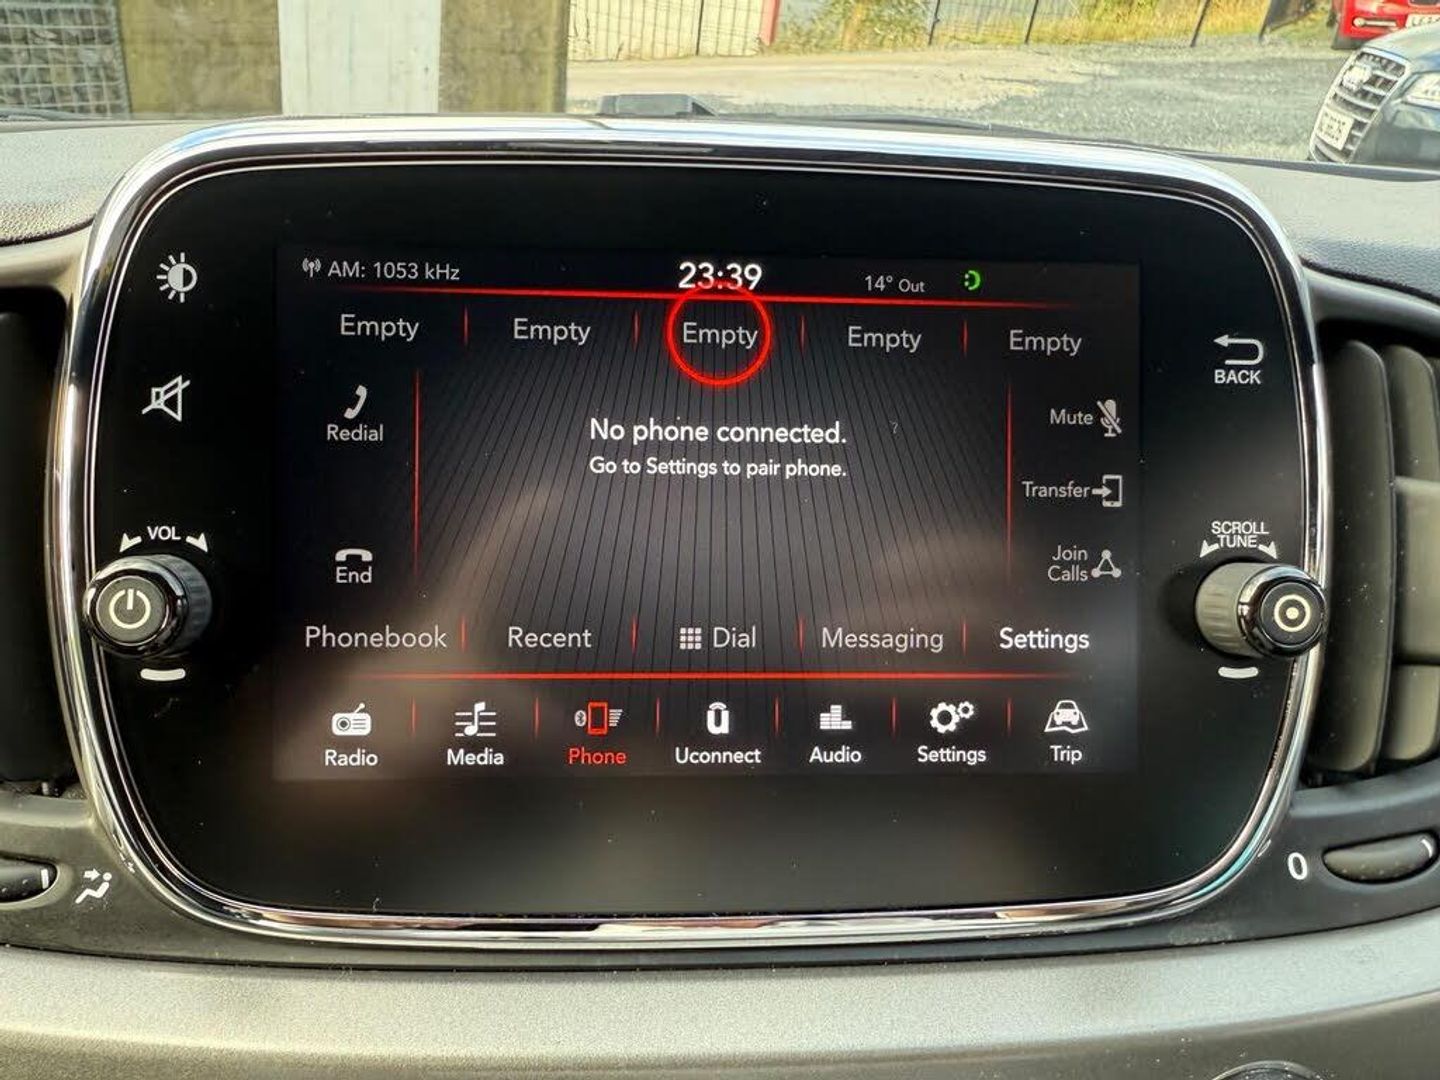 AM: 1053 kHz
23:39
14° Out
Empty
Empty
Empty
Empty
Empty
BACK
Redial
No phone connected.
Go to Settings to pair phone.
Mute
Transfer
VOL
SCROLL
TUNE
End
Join
Calls
Phonebook
Recent
Dial
Messaging
Settings
Radio
Media
Phone
Uconnect
Audio
Settings
Trip
0